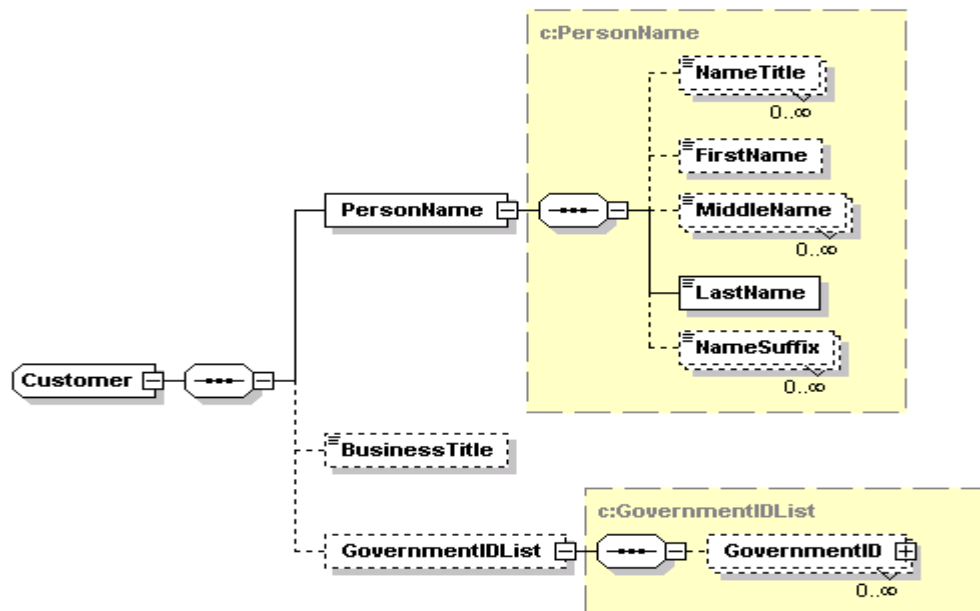 c:PersonName
NameTitle
0..∞
FirstName
PersonName
MiddleName
0..∞
LastName
Customer
NameSuffix
0..∞
BusinessTitle
c:GovernmentIDList
GovernmentIDList
GovernmentID
0..∞